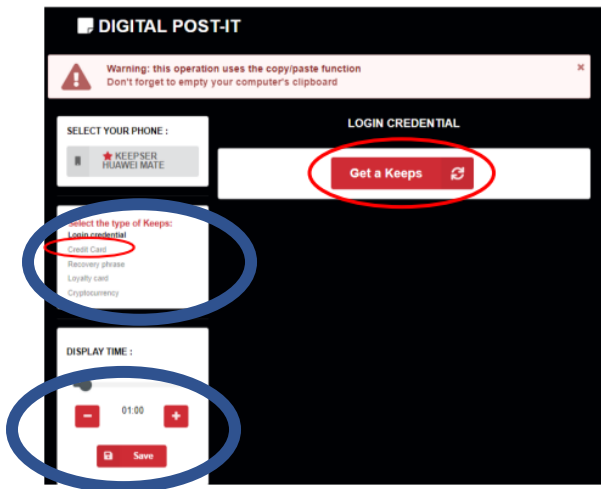 DIGITAL POST-IT
Warning: this operation uses the copy/paste function
Don't forget to empty your computer's clipboard
×
SELECT YOUR PHONE :
KEEPSER
HUAWEI MATE
LOGIN CREDENTIAL
Get a Keeps
Select the type of Keeps:
Login credential
Credit Card
Recovery phrase
Loyalty card
Cryptocurrency
DISPLAY TIME :
− 01:00 +
Save